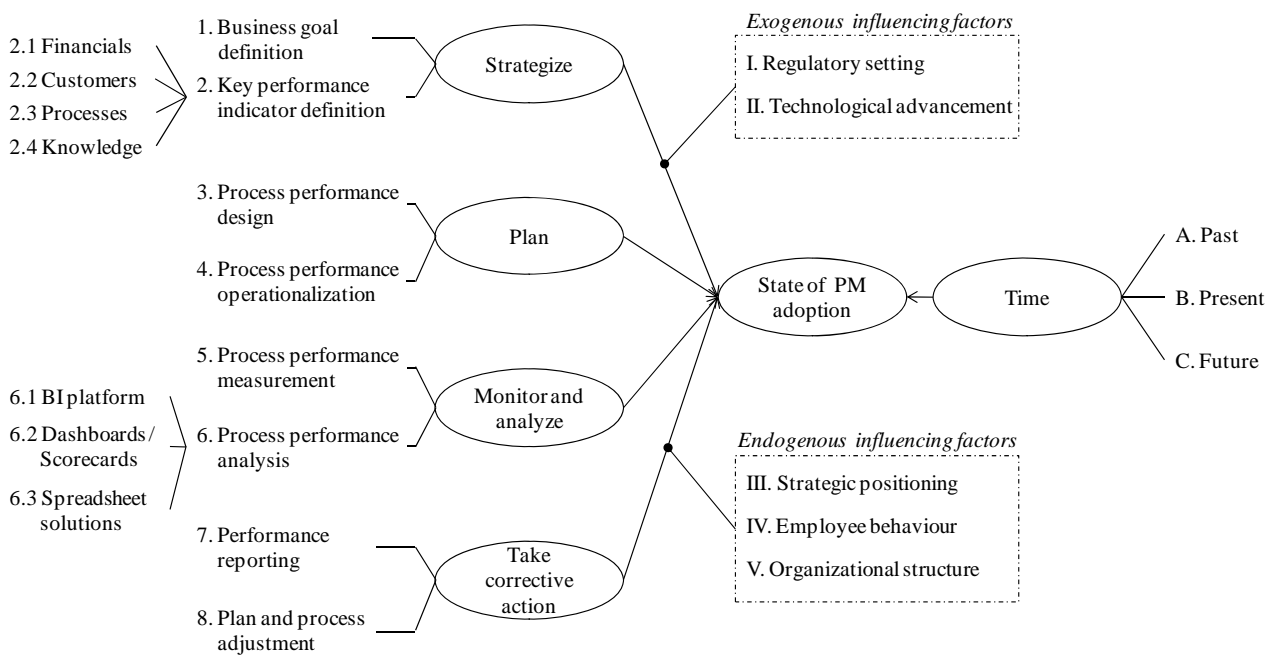 2.1 Financials
2.2 Customers
2.3 Processes
2.4 Knowledge
1. Business goal
definition
2. Key performance
indicator definition
Strategize
Exogenous influencing factors
I. Regulatory setting
II. Technological advancement
3. Process performance
design
4. Process performance
operationalization
Plan
State of PM
adoption
Time
A. Past
B. Present
C. Future
6.1 BI platform
6.2 Dashboards /
Scorecards
6.3 Spreadsheet
solutions
5. Process performance
measurement
6. Process performance
analysis
Monitor and
analyze
Endogenous influencing factors
III. Strategic positioning
IV. Employee behaviour
V. Organizational structure
7. Performance
reporting
8. Plan and process
adjustment
Take
corrective
action